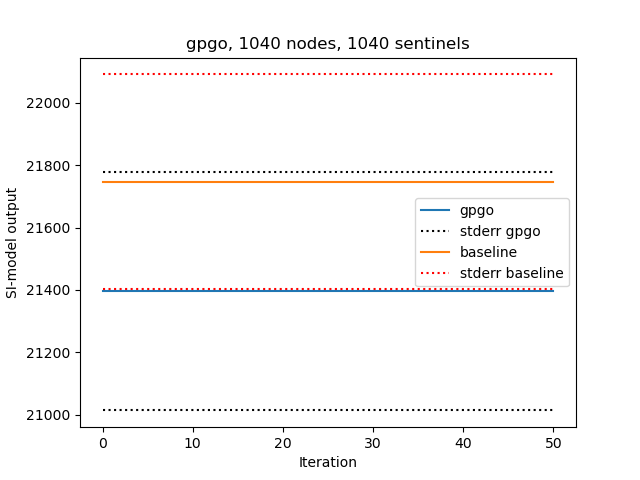 gpgo, 1040 nodes, 1040 sentinels
22000
21800
21600
21400
21200
21000
SI-model output
gpgo
stderr gpgo
baseline
stderr baseline
0 10 20 30 40 50
Iteration